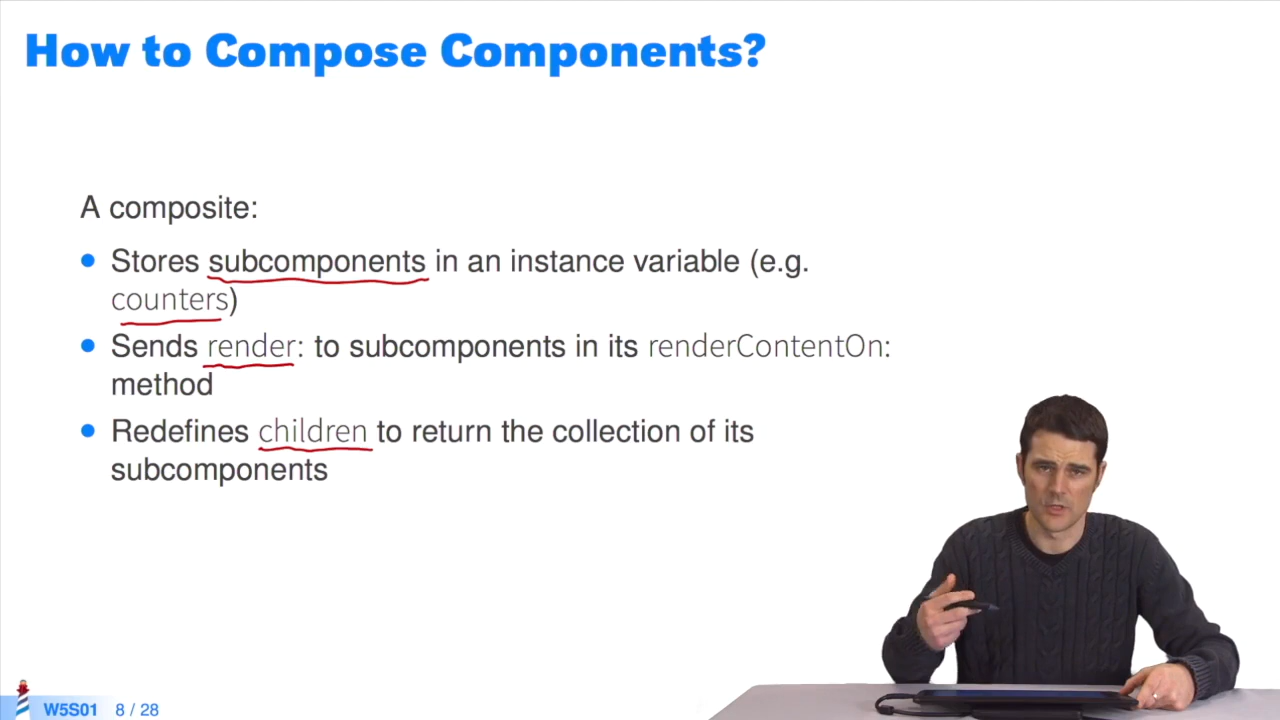 How to Compose Components?
A composite:
Stores subcomponents in an instance variable (e.g.
counters)
Sends render: to subcomponents in its renderContentOn:
method
Redefines children to return the collection of its
subcomponents
W5S01 8 / 28